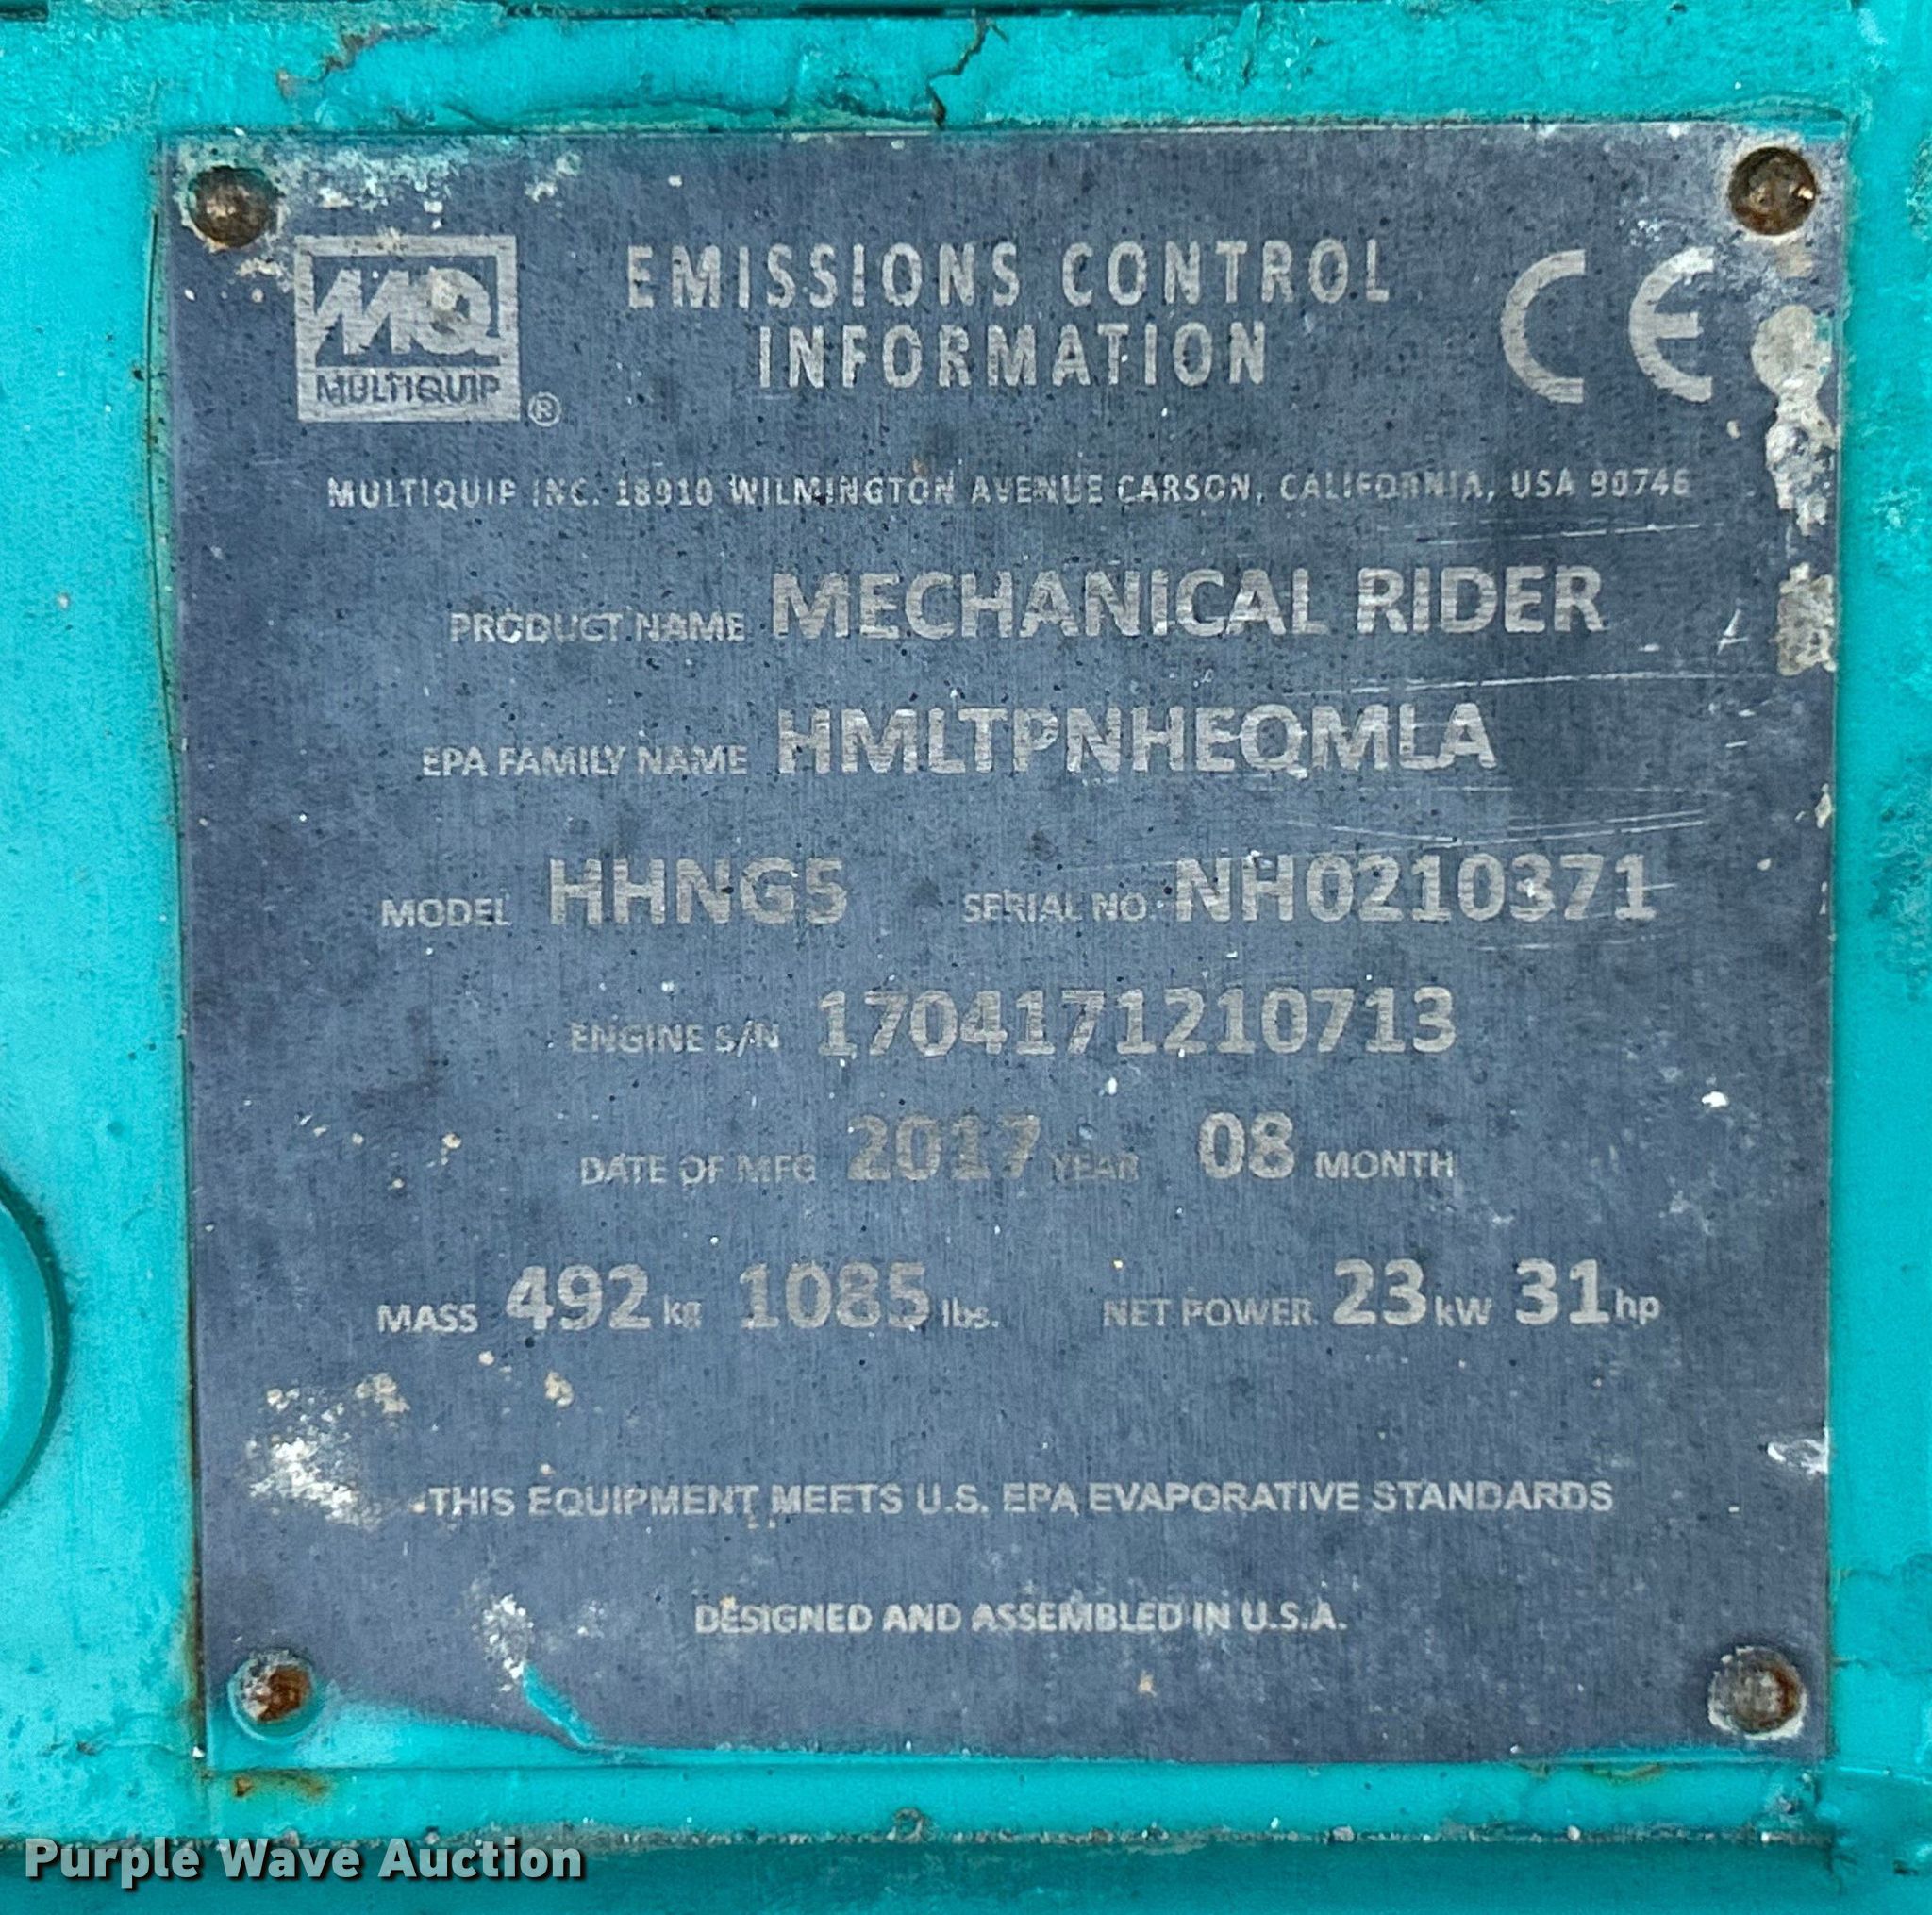 MQ
MULTIQUIP
®
EMISSIONS CONTROL
INFORMATION
CE
MULTIQUIP INC. 18910 WILMINGTON AVENUE CARSON, CALIFORNIA, USA 90746
PRODUCT NAME MECHANICAL RIDER
EPA FAMILY NAME HMLTPNHEQMLA
MODEL HHNG5 SERIAL NO. NH0210371
ENGINE S/N 1704171210713
DATE OF MFG 2017 YEAR 08 MONTH
MASS 492 kg 1085 lbs. NET POWER 23 kW 31 hp
THIS EQUIPMENT MEETS U.S. EPA EVAPORATIVE STANDARDS
DESIGNED AND ASSEMBLED IN U.S.A.
Purple Wave Auction